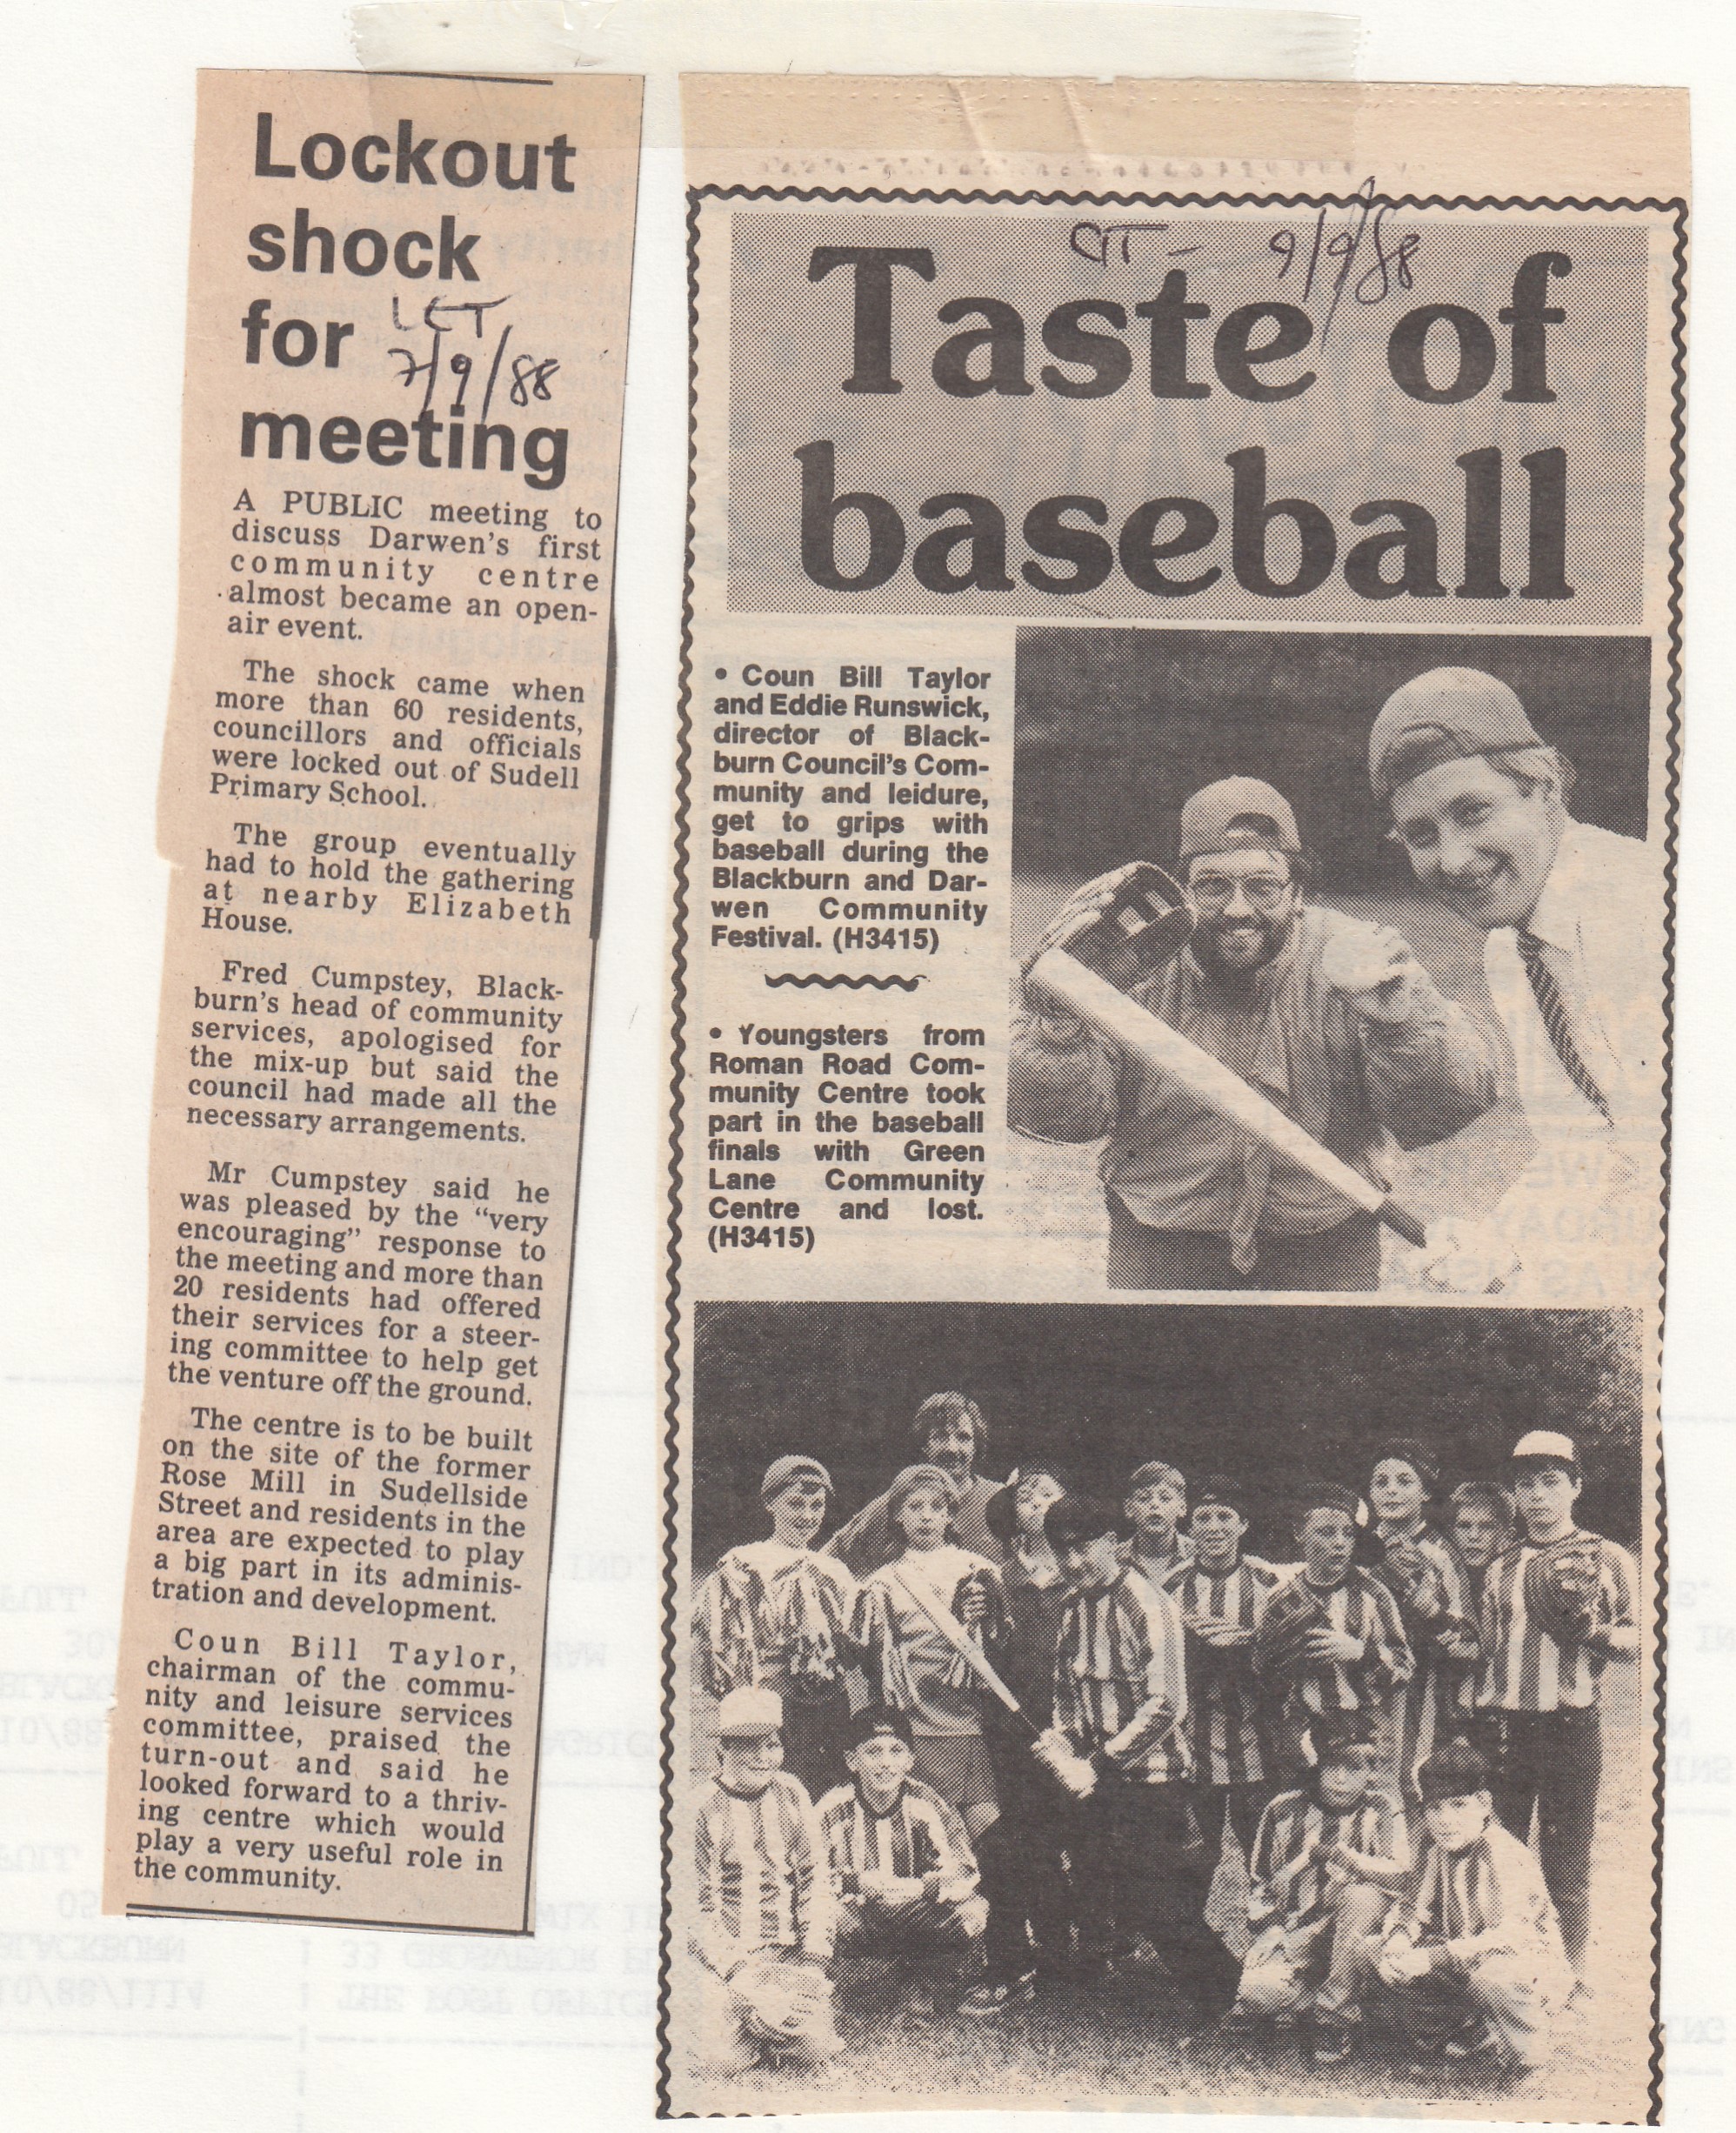 Lockout
shock
for
LET
7/9/88
meeting
A PUBLIC meeting to
discuss Darwen's first
community centre
almost became an open-
air event.
The shock came when
more than 60 residents,
councillors and officials
were locked out of Sudell
Primary School.
The group eventually
had to hold the gathering
at nearby Elizabeth
House.
Fred Cumpstey, Black-
burn's head of community
services, apologised for
the mix-up but said the
council had made all the
necessary arrangements.
Mr Cumpstey said he
was pleased by the "very
encouraging" response to
the meeting and more than
20 residents had offered
their services for a steer-
ing committee to help get
the venture off the ground.
The centre is to be built
on the site of the former
Rose Mill in Sudellside
Street and residents in the
area are expected to play
a big part in its adminis-
tration and development.
Coun Bill Taylor,
chairman of the commu-
nity and leisure services
committee, praised the
turn-out and said he
looked forward to a thriv-
ing centre which would
play a very useful role in
the community.
9/9/88
Taste of
baseball
• Coun Bill Taylor
and Eddie Runswick,
director of Black-
burn Council's Com-
munity and leidure,
get to grips with
baseball during the
Blackburn and Dar-
wen Community
Festival. (H3415)
• Youngsters from
Roman Road Com-
munity Centre took
part in the baseball
finals with Green
Lane Community
Centre and lost.
(H3415)